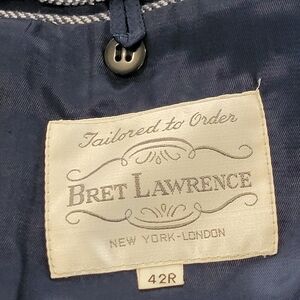 Tailored to Order
BRET LAWRENCE
NEW YORK-LONDON
42R